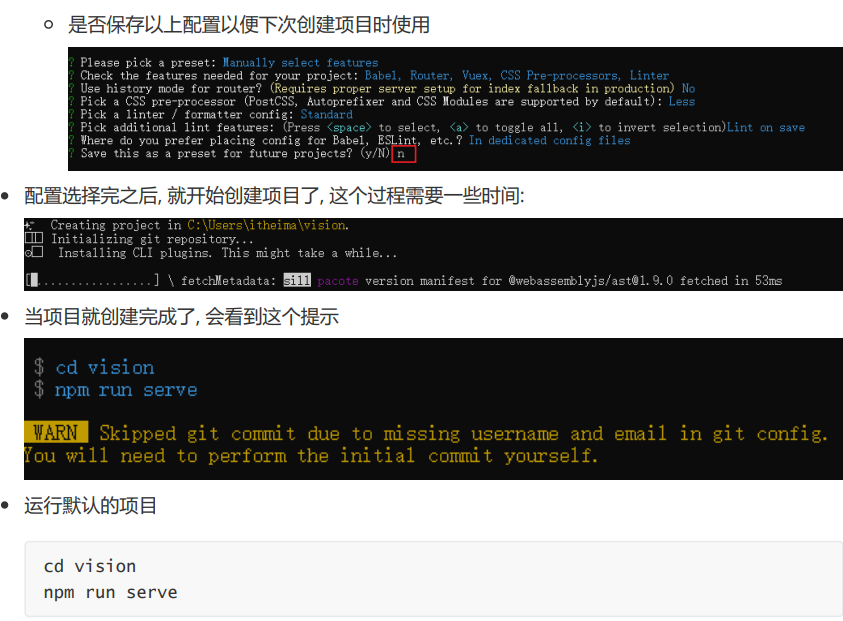 是否保存以上配置以便下次创建项目时使用
? Please pick a preset: Manually select features
? Check the features needed for your project: Babel, Router, Vuex, CSS Pre-processors, Linter
? Use history mode for router? (Requires proper server setup for index fallback in production) No
? Pick a CSS pre-processor (PostCSS, Autoprefixer and CSS Modules are supported by default): Less
? Pick a linter / formatter config: Standard
? Pick additional lint features: (Press <space> to select, <a> to toggle all, <i> to invert selection)Lint on save
? Where do you prefer placing config for Babel, ESLint, etc.? In dedicated config files
? Save this as a preset for future projects? (y/N) n
配置选择完之后, 就开始创建项目了, 这个过程需要一些时间:
Creating project in C:\Users\itheima\vision.
Initializing git repository...
Installing CLI plugins. This might take a while...
[ .................] \ fetchMetadata: sill pacote version manifest for @webassemblyjs/ast@1.9.0 fetched in 53ms
当项目就创建完成了, 会看到这个提示
$ cd vision
$ npm run serve
WARN Skipped git commit due to missing username and email in git config.
You will need to perform the initial commit yourself.
运行默认的项目
cd vision
npm run serve